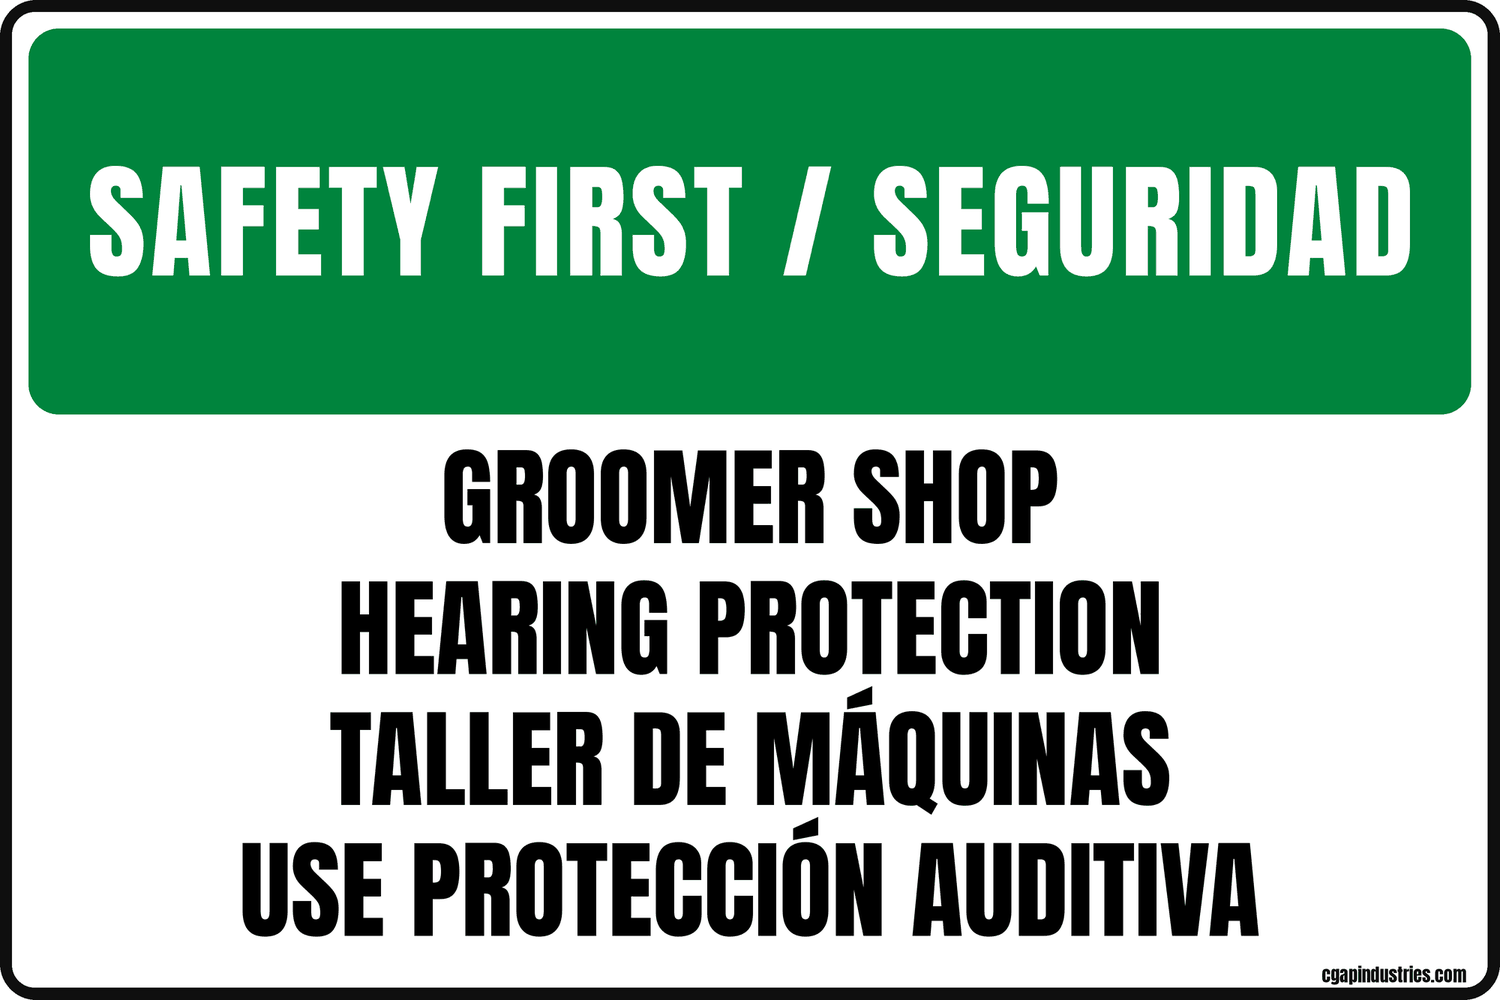 SAFETY FIRST / SEGURIDAD
GROOMER SHOP
HEARING PROTECTION
TALLER DE MÁQUINAS
USE PROTECCIÓN AUDITIVA
cgapindustries.com